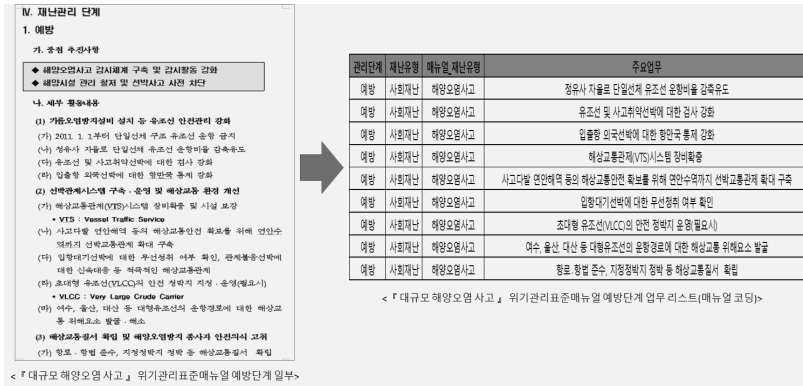 Ⅳ. 재난관리 단계
1. 예방
가. 중점 추진사항
◆ 해양오염사고 감시체계 구축 및 감시활동 강화
◆ 해양시설 관리 철저 및 선박사고 사전 차단
나. 세부 활동내용
(1) 기름오염방지설비 설치 등 유조선 안전관리 강화
(가) 2011. 1. 1.부터 단일선체 구조 유조선 운항 금지
(나) 정유사 자율로 단일선체 유조선 운항비율 감축유도
(다) 유조선 및 사고취약선박에 대한 검사 강화
(라) 입출항 외국선박에 대한 항만국 통제 강화
(2) 선박관제시스템 구축·운영 및 해상교통 환경 개선
(가) 해상교통관제(VTS)시스템 장비확충 및 시설 보강
* VTS : Vessel Traffic Service
(나) 사고다발 연안해역 등의 해상교통안전 확보를 위해 연안수
역까지 선박교통관제 확대 구축
(다) 입항대기선박에 대한 무선청취 여부 확인, 관제불응선박에
대한 신속대응 등 적극적인 해상교통관제
(라) 초대형 유조선(VLCC)의 안전 정박지 지정·운영(필요시)
* VLCC : Very Large Crude Carrier
(마) 여수, 울산, 대산 등 대형유조선의 운항경로에 대한 해상교
통 위해요소 발굴·해소
(3) 해상교통질서 확립 및 해양오염방지 종사자 안전의식 고취
(가) 항로·항법 준수, 지정정박지 정박 등 해상교통질서 확립
<『대규모 해양오염 사고』 위기관리표준매뉴얼 예방단계 일부>
관리단계 재난유형 매뉴얼_재난유형 주요업무
예방 사회재난 해양오염사고 정유사 자율로 단일선체 유조선 운항비율 감축유도
예방 사회재난 해양오염사고 유조선 및 사고취약선박에 대한 검사 강화
예방 사회재난 해양오염사고 입출항 외국선박에 대한 항만국 통제 강화
예방 사회재난 해양오염사고 해상교통관제(VTS)시스템 장비확충
예방 사회재난 해양오염사고 사고다발 연안해역 등의 해상교통안전 확보를 위해 연안수역까지 선박교통관제 확대 구축
예방 사회재난 해양오염사고 입항대기선박에 대한 무선청취 여부 확인
예방 사회재난 해양오염사고 초대형 유조선(VLCC)의 안전 정박지 운영(필요시)
예방 사회재난 해양오염사고 여수, 울산, 대산 등 대형유조선의 운항경로에 대한 해상교통 위해요소 발굴
예방 사회재난 해양오염사고 항로·항법 준수, 지정정박지 정박 등 해상교통질서 확립
<『대규모 해양오염 사고』 위기관리표준매뉴얼 예방단계 업무 리스트(매뉴얼 코딩)>